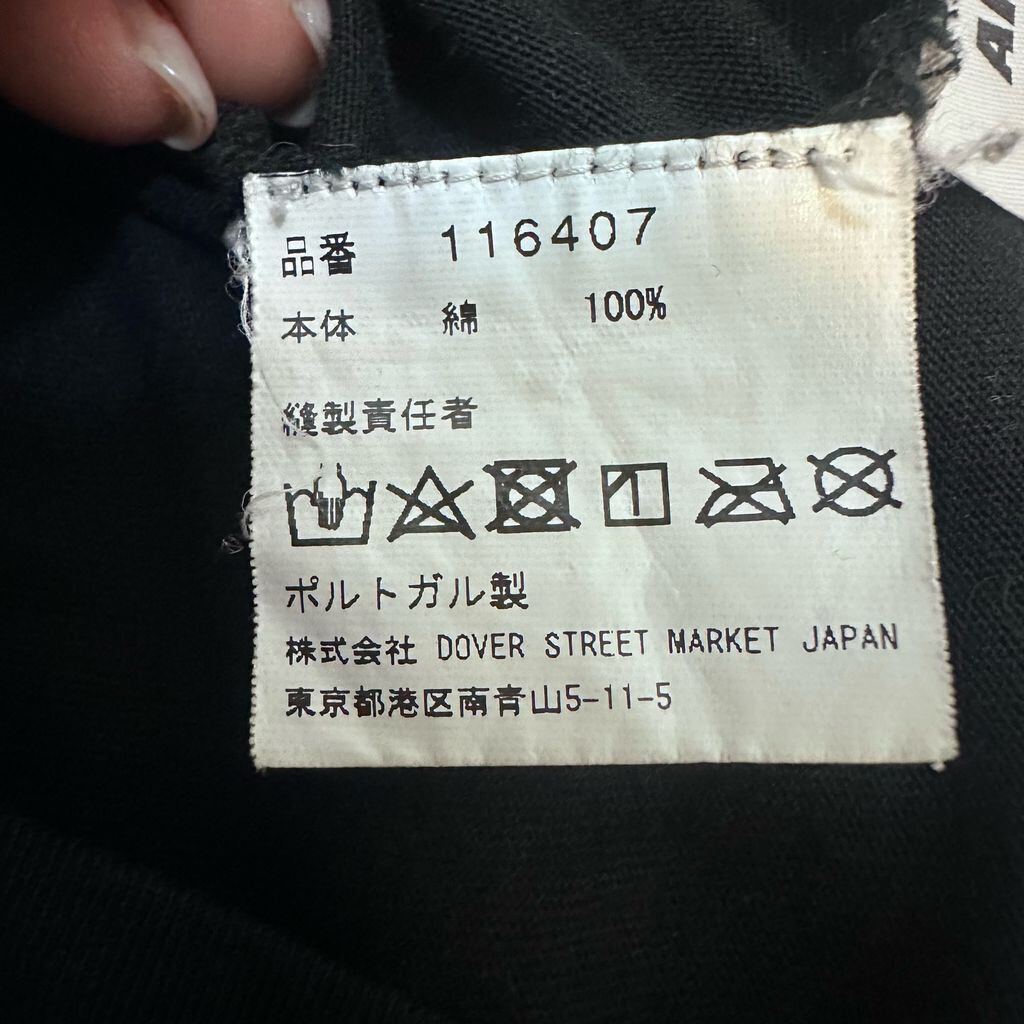 品番 116407
本体 綿 100%
縫製責任者
ポルトガル製
株式会社 DOVER STREET MARKET JAPAN
東京都港区南青山5-11-5